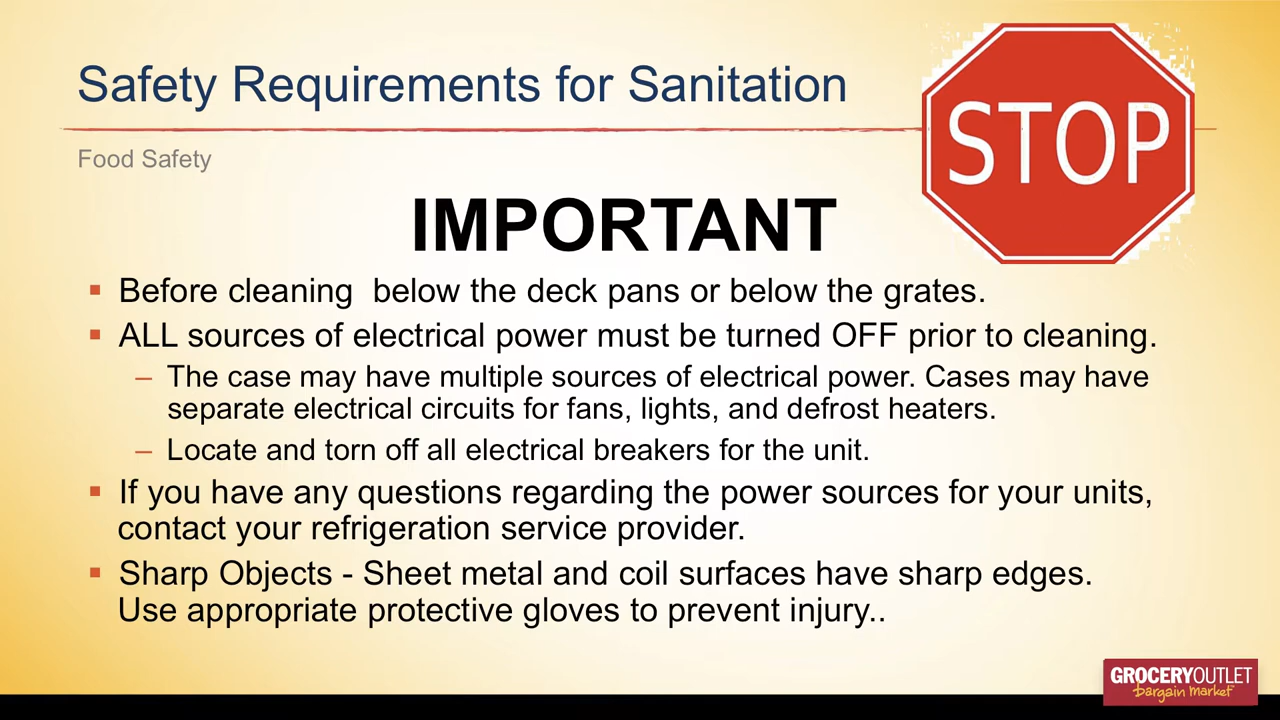 Safety Requirements for Sanitation
STOP
Food Safety
IMPORTANT
▪ Before cleaning  below the deck pans or below the grates.
▪ ALL sources of electrical power must be turned OFF prior to cleaning.
– The case may have multiple sources of electrical power. Cases may have
separate electrical circuits for fans, lights, and defrost heaters.
– Locate and torn off all electrical breakers for the unit.
▪ If you have any questions regarding the power sources for your units,
contact your refrigeration service provider.
▪ Sharp Objects - Sheet metal and coil surfaces have sharp edges.
Use appropriate protective gloves to prevent injury..
GROCERYOUTLET
bargain market